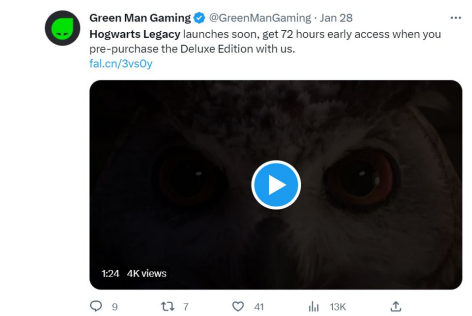 Green Man Gaming @GreenManGaming · Jan 28
Hogwarts Legacy launches soon, get 72 hours early access when you
pre-purchase the Deluxe Edition with us.
fal.cn/3vs0y
1:24 4K views
9 7 41 13K